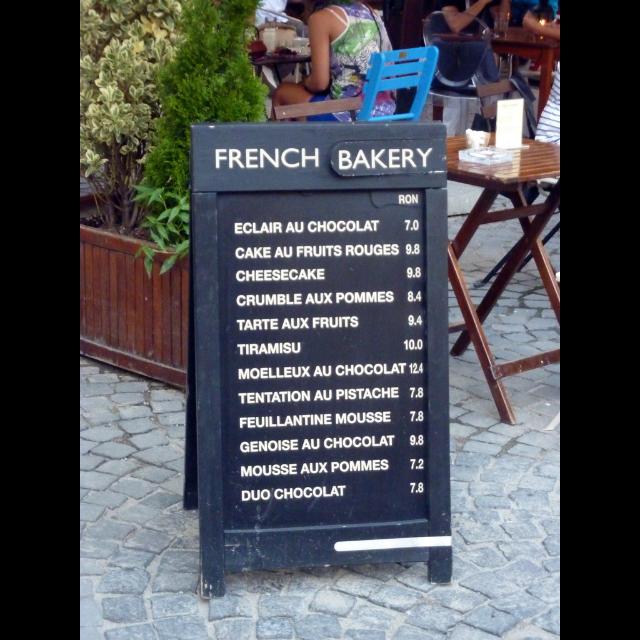 FRENCH BAKERY
RON
ECLAIR AU CHOCOLAT 7.0
CAKE AU FRUITS ROUGES 9.8
CHEESECAKE 9.8
CRUMBLE AUX POMMES 8.4
TARTE AUX FRUITS 9.4
TIRAMISU 10.0
MOELLEUX AU CHOCOLAT 12.4
TENTATION AU PISTACHE 7.8
FEUILLANTINE MOUSSE 7.8
GENOISE AU CHOCOLAT 9.8
MOUSSE AUX POMMES 7.2
DUO CHOCOLAT 7.8